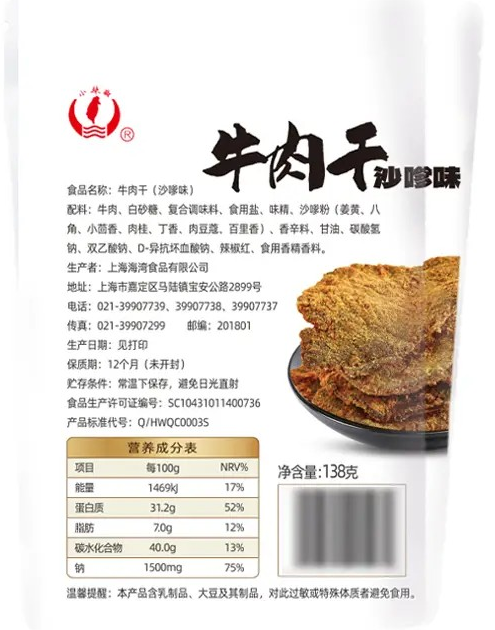 小辣椒
®
牛肉干沙嗲味
食品名称：牛肉干（沙嗲味）
配料：牛肉、白砂糖、复合调味料、食用盐、味精、沙嗲粉（姜黄、八
角、小茴香、肉桂、丁香、肉豆蔻、百里香）、香辛料、甘油、碳酸氢
钠、双乙酸钠、D-异抗坏血酸钠、辣椒红、食用香精香料。
生产者：上海海湾食品有限公司
地址：上海市嘉定区马陆镇宝安公路2899号
电话：021-39907739、39907738、39907737
传真：021-39907299 邮编：201801
生产日期：见打印
保质期：12个月（未开封）
贮存条件：常温下保存，避免日光直射
食品生产许可证编号：SC10431011400736
产品标准代号：Q/HWQC0003S
营养成分表
项目 每100g NRV%
能量 1469kj 17%
蛋白质 31.2g 52%
脂肪 7.0g 12%
碳水化合物 40.0g 13%
钠 1500mg 75%
净含量:138克
温馨提醒：本产品含乳制品、大豆及其制品，对此过敏或特殊体质者避免食用。